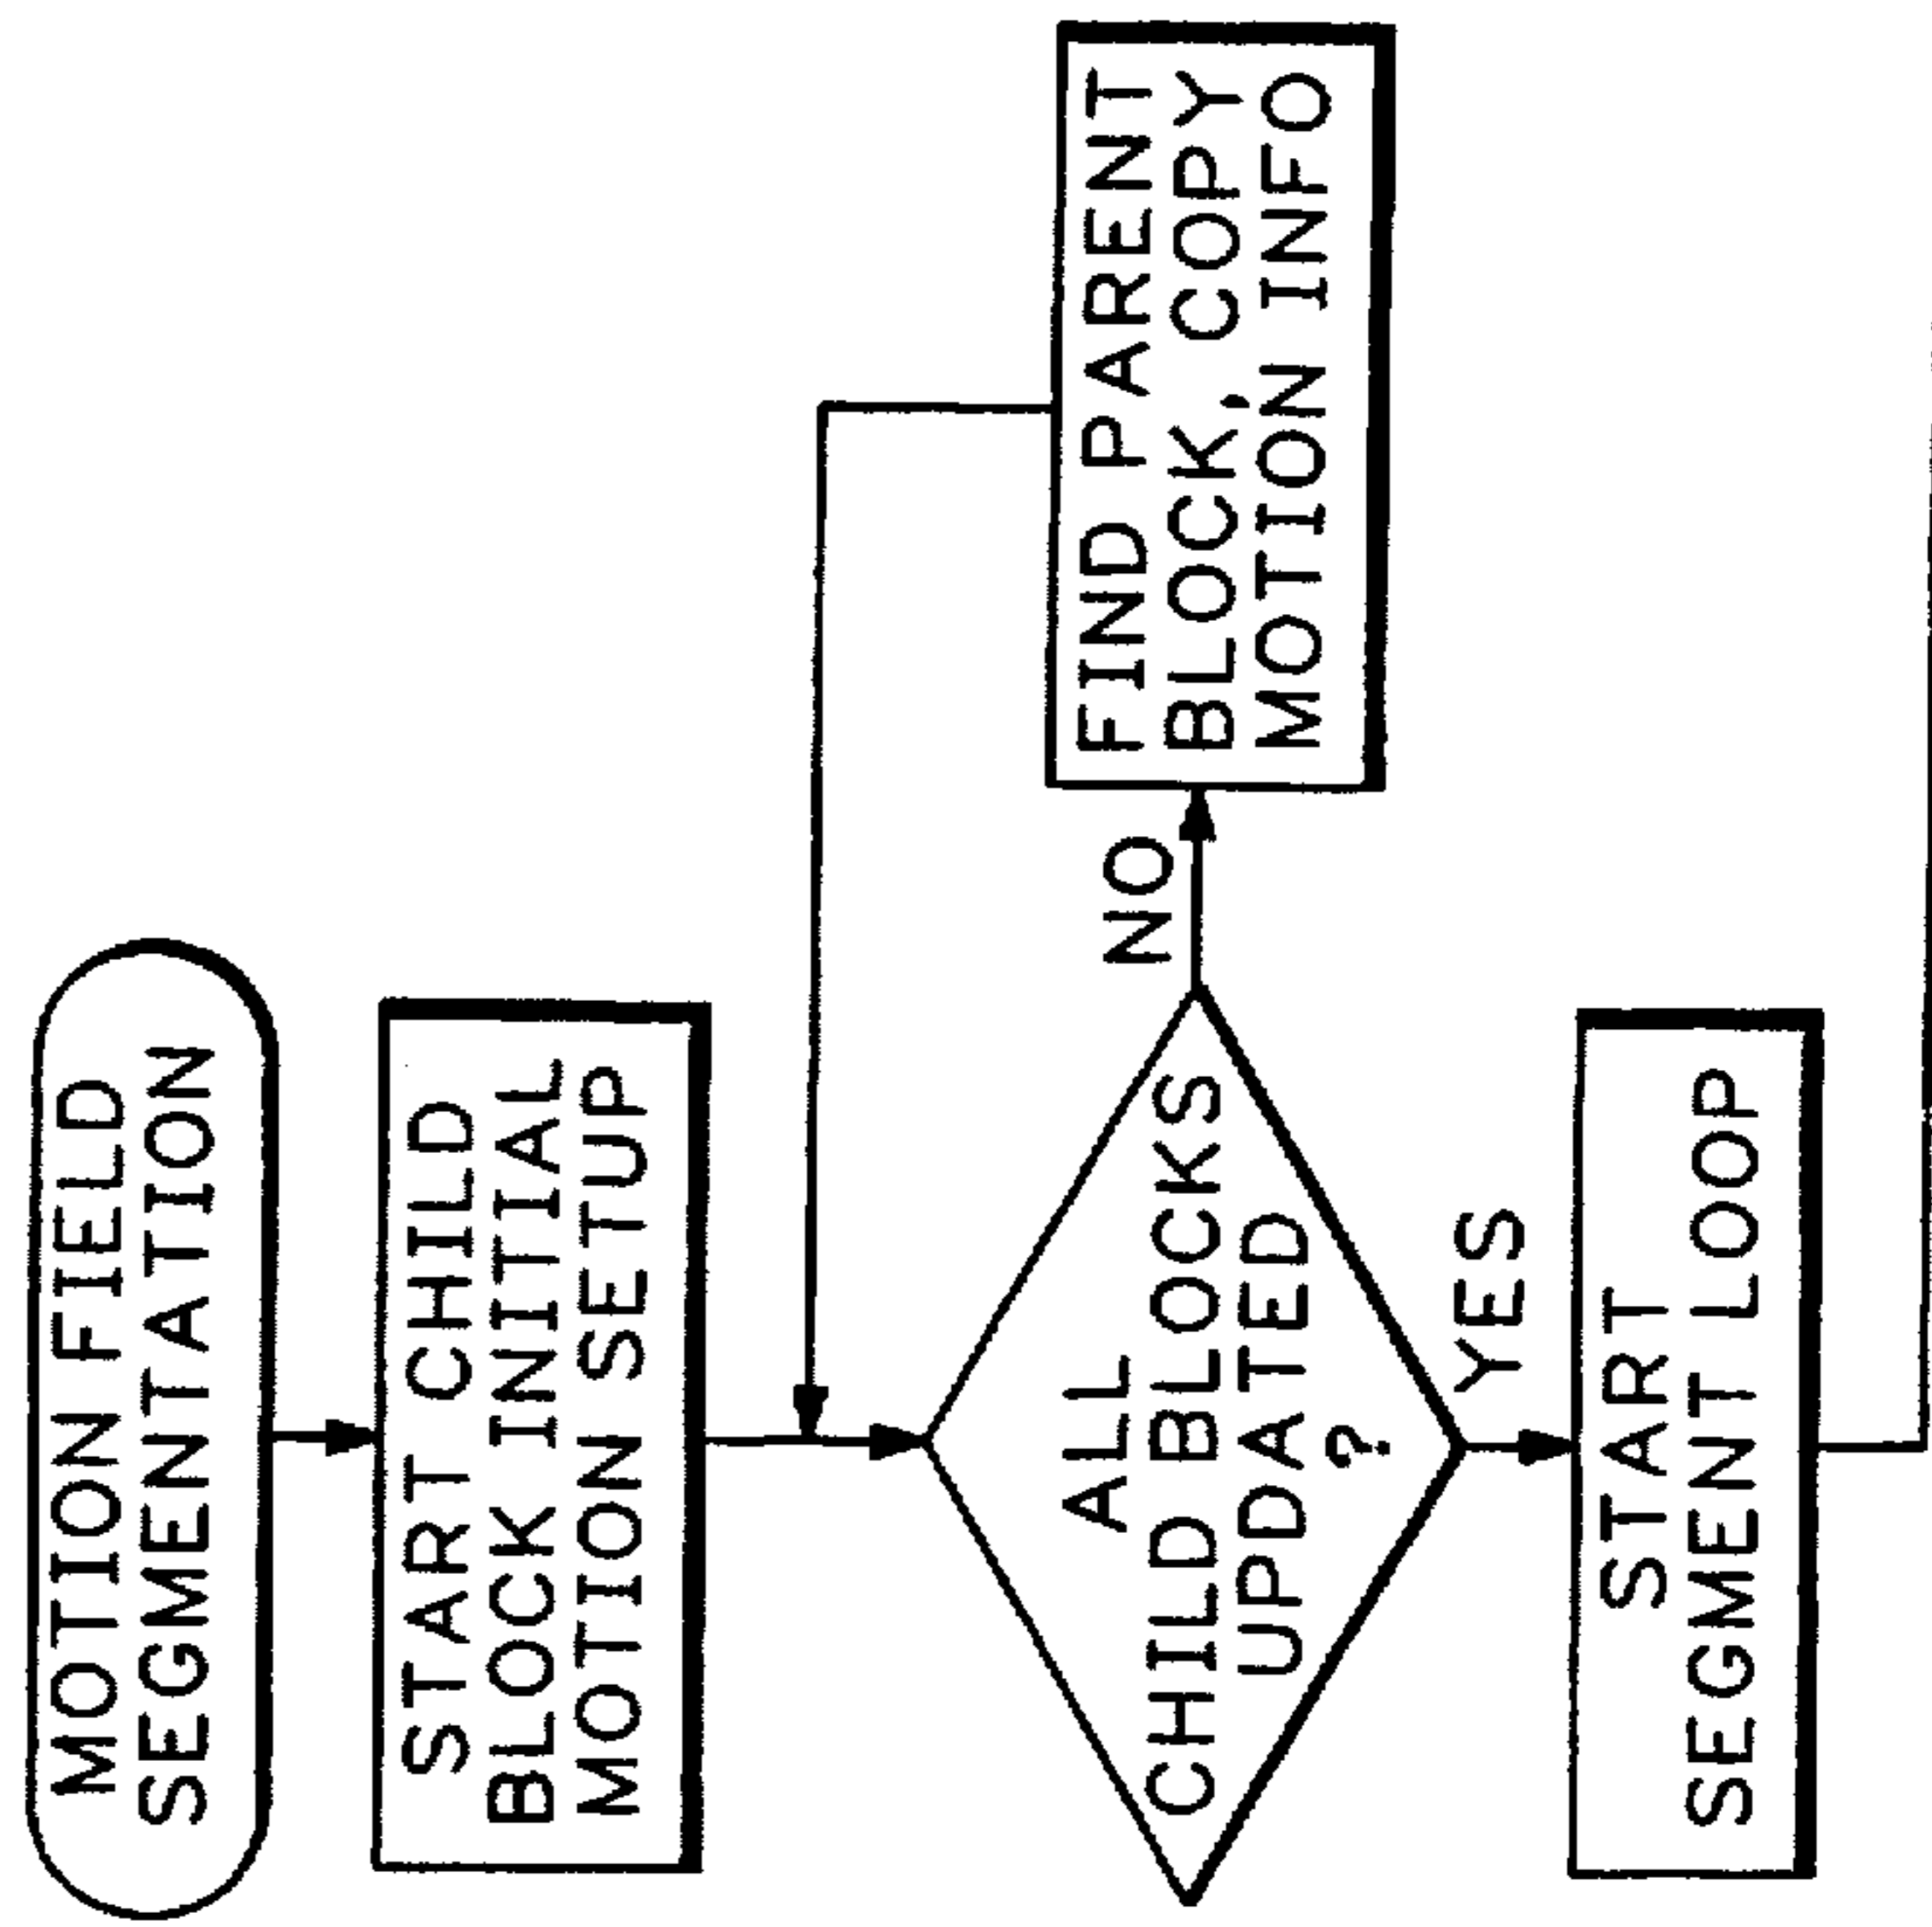 MOTION FIELD
SEGMENTATION
START CHILD
BLOCK INITIAL
MOTION SETUP
ALL
CHILD BLOCKS
UPDATED
?
NO
FIND PARENT
BLOCK, COPY
MOTION INFO
YES
START
SEGMENT LOOP